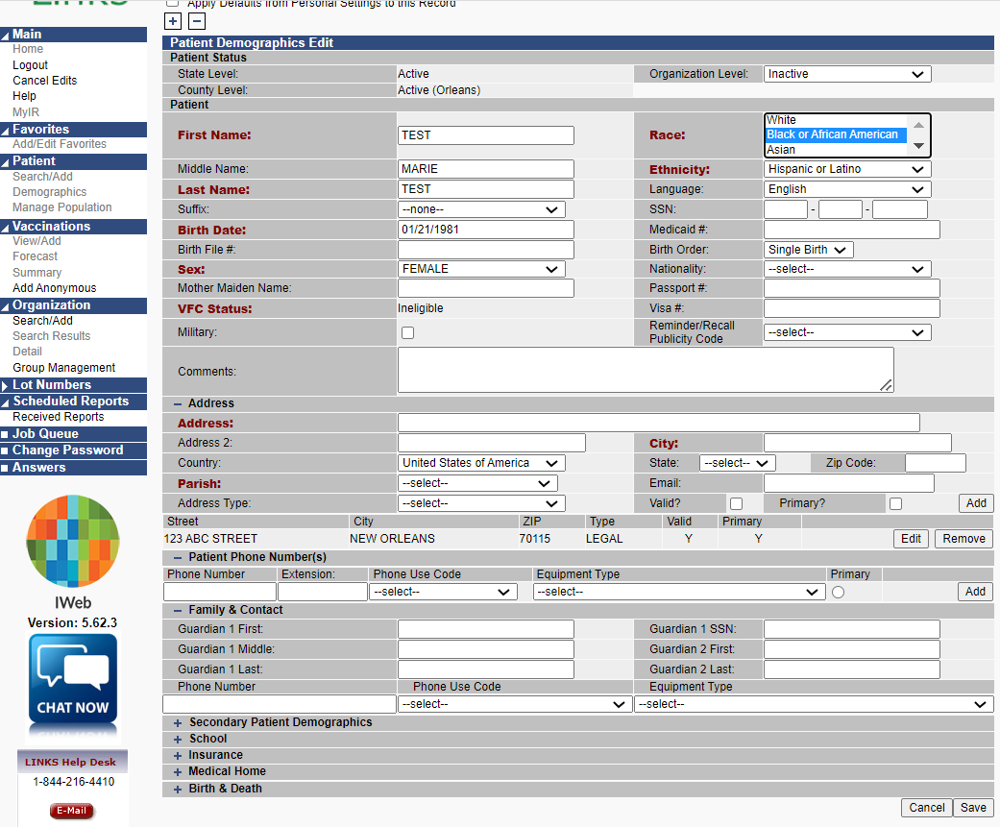 LINKS
Apply Defaults from Personal Settings to this Record
+ −
Main
Home
Logout
Cancel Edits
Help
MyIR
Favorites
Add/Edit Favorites
Patient
Search/Add
Demographics
Manage Population
Vaccinations
View/Add
Forecast
Summary
Add Anonymous
Organization
Search/Add
Search Results
Detail
Group Management
Lot Numbers
Scheduled Reports
Received Reports
Job Queue
Change Password
Answers
IWeb
Version: 5.62.3
CHAT NOW
LINKS Help Desk
1-844-216-4410
E-Mail
Patient Demographics Edit
Patient Status
State Level: Active Organization Level: Inactive
County Level: Active (Orleans)
Patient
White
First Name: TEST Race: Black or African American
Asian
Middle Name: MARIE Ethnicity: Hispanic or Latino
Last Name: TEST Language: English
Suffix: --none-- SSN: - -
Birth Date: 01/21/1981 Medicaid #:
Birth File #: Birth Order: Single Birth
Sex: FEMALE Nationality: --select--
Mother Maiden Name: Passport #:
VFC Status: Ineligible Visa #:
Military: Reminder/Recall Publicity Code --select--
Comments:
− Address
Address:
Address 2: City:
Country: United States of America State: --select-- Zip Code:
Parish: --select-- Email:
Address Type: --select-- Valid? Primary? Add
Street City ZIP Type Valid Primary
123 ABC STREET NEW ORLEANS 70115 LEGAL Y Y Edit Remove
− Patient Phone Number(s)
Phone Number Extension: Phone Use Code Equipment Type Primary
--select-- --select-- Add
− Family & Contact
Guardian 1 First: Guardian 1 SSN:
Guardian 1 Middle: Guardian 2 First:
Guardian 1 Last: Guardian 2 Last:
Phone Number Phone Use Code Equipment Type
--select-- --select--
+ Secondary Patient Demographics
+ School
+ Insurance
+ Medical Home
+ Birth & Death
Cancel Save